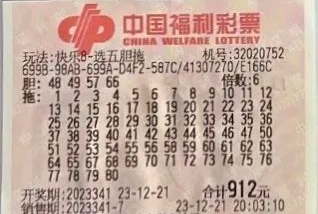 中国福利彩票
CHINA WELFARE LOTTERY
玩法:快乐8-选五胆拖 机号:32020752
699B-98AB-699A-D4F2-587C/41307270/E166C
胆: 48 49 57 66 倍数:6
拖: 1 2 3 4 5 6 7 8 9 10 11 12
13 14 15 16 17 18 19 20 21 22 23 24
25 26 27 28 29 30 31 32 33 34 35 36
37 38 39 40 41 42 43 44 45 46 47 50
51 52 53 54 55 56 58 59 60 61 62 63
64 65 67 68 69 70 71 72 73 74 75 76
77 78 79 80
开奖期:2023341 23-12-21 合计912元
销售期:2023341-7 23-12-21 20:03:10